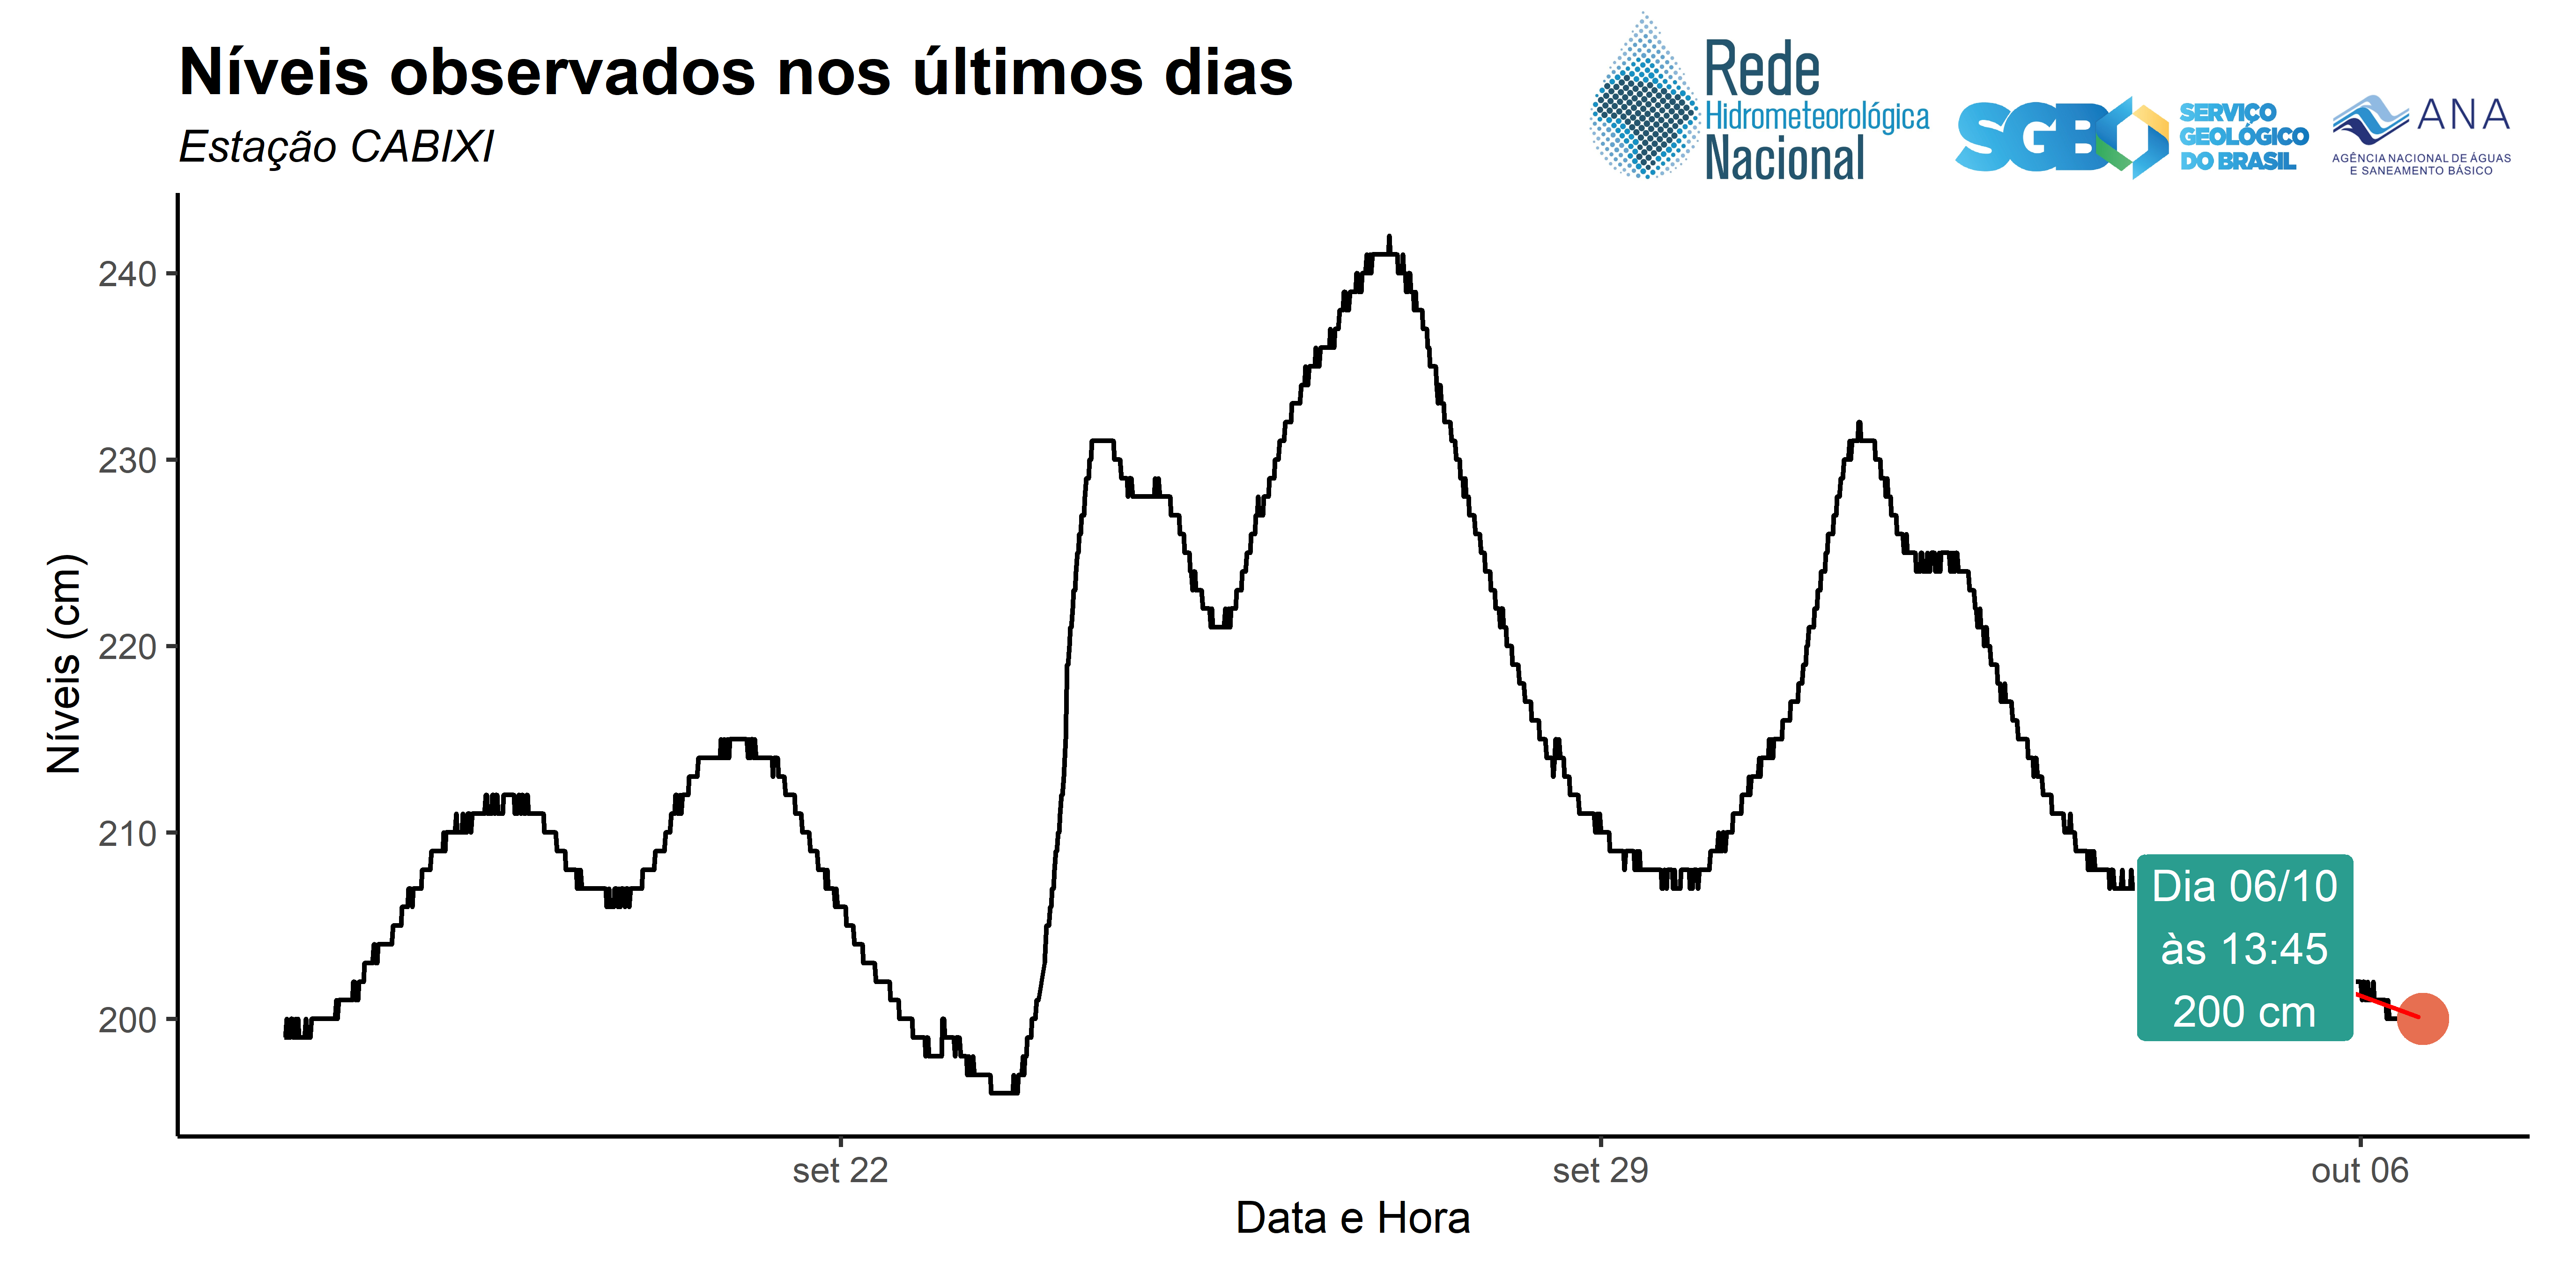 Níveis observados nos últimos dias
Estação CABIXI
Rede
Hidrometeorológica
Nacional
SGB
SERVIÇO
GEOLÓGICO
DO BRASIL
ANA
AGÊNCIA NACIONAL DE ÁGUAS
E SANEAMENTO BÁSICO
Níveis (cm)
240
230
220
210
200
Dia 06/10
às 13:45
200 cm
set 22
set 29
out 06
Data e Hora